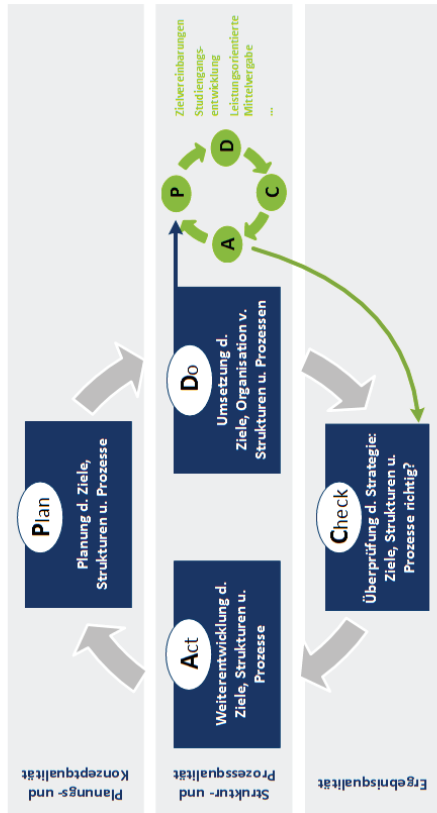 Planungs- und
Konzeptqualität
Plan
Planung d. Ziele,
Strukturen u. Prozesse
Struktur - und
Prozessqualität
Act
Weiterentwicklung d.
Ziele, Strukturen u.
Prozesse
Do
Umsetzung d.
Ziele, Organisation v.
Strukturen u. Prozessen
P
D
C
A
Zielvereinbarungen
Studiengangs-
entwicklung
Leistungsorientierte
Mittelvergabe
...
Ergebnisqualität
Check
Überprüfung d. Strategie:
Ziele, Strukturen u.
Prozesse richtig?